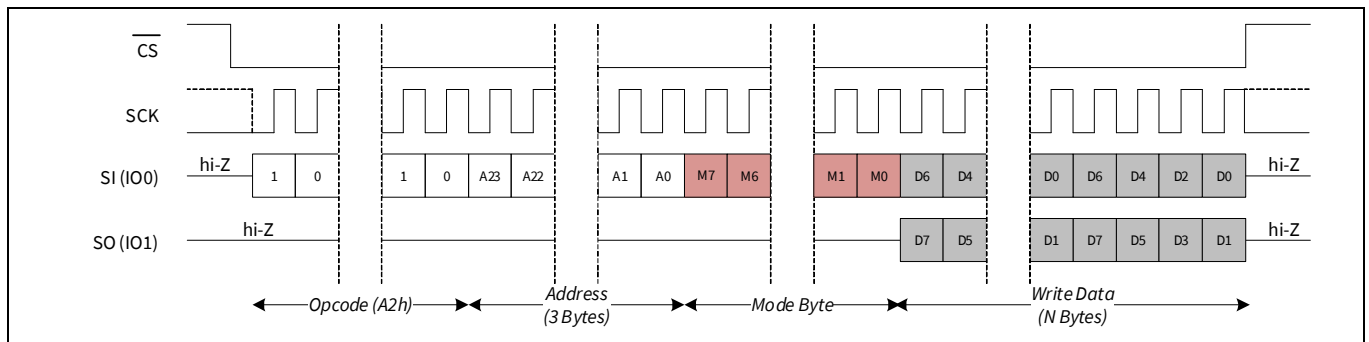 CS
SCK
SI (IO0) hi-Z 1 0 1 0 A23 A22 A1 A0 M7 M6 M1 M0 D6 D4 D0 D6 D4 D2 D0 hi-Z
SO (IO1) hi-Z D7 D5 D1 D7 D5 D3 D1 hi-Z
Opcode (A2h) Address Mode Byte Write Data
(3 Bytes) (N Bytes)